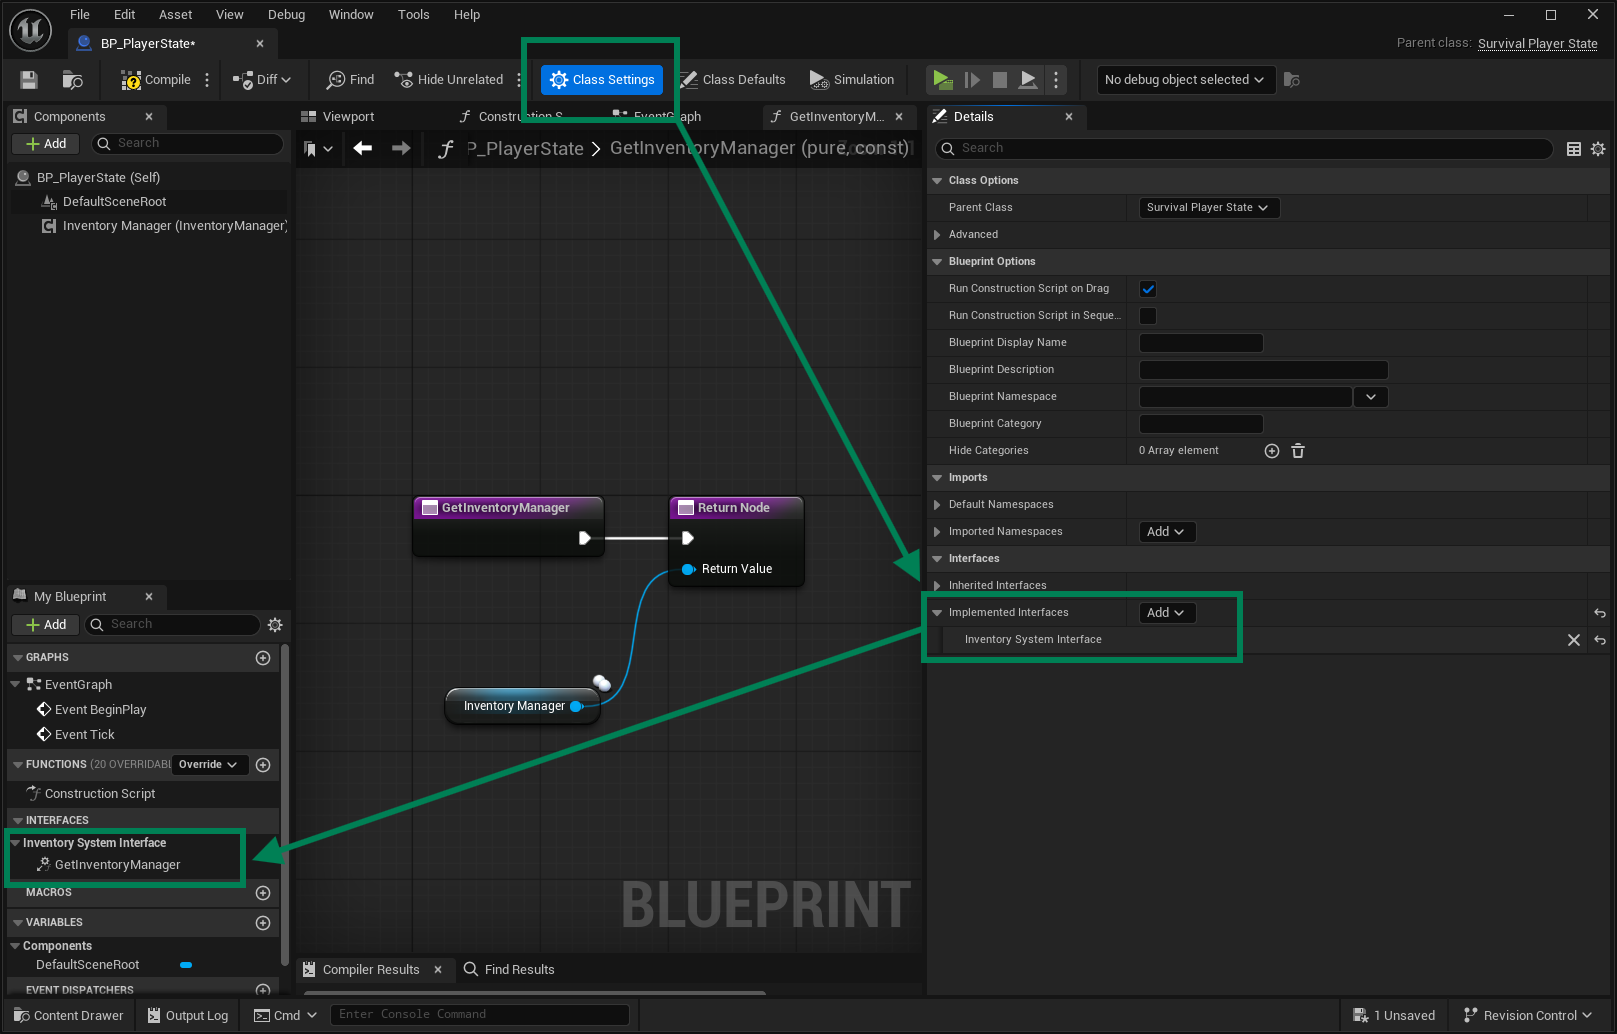 File Edit Asset View Debug Window Tools Help
BP_PlayerState*
Parent class: Survival Player State
Compile Diff Find Hide Unrelated Class Settings Class Defaults Simulation No debug object selected
Components
Add Search
BP_PlayerState (Self)
DefaultSceneRoot
Inventory Manager (InventoryManager)
My Blueprint
Add Search
GRAPHS
EventGraph
Event BeginPlay
Event Tick
FUNCTIONS (20 OVERRIDABL Override
Construction Script
INTERFACES
Inventory System Interface
GetInventoryManager
MACROS
VARIABLES
Components
DefaultSceneRoot
EVENT DISPATCHERS
Viewport Construction S EventGraph GetInventoryM...
P_PlayerState > GetInventoryManager (pure, const)
GetInventoryManager
Return Node
Return Value
Inventory Manager
BLUEPRINT
Compiler Results Find Results
Details
Search
Class Options
Parent Class Survival Player State
Advanced
Blueprint Options
Run Construction Script on Drag
Run Construction Script in Seque...
Blueprint Display Name
Blueprint Description
Blueprint Namespace
Blueprint Category
Hide Categories 0 Array element
Imports
Default Namespaces
Imported Namespaces Add
Interfaces
Inherited Interfaces
Implemented Interfaces Add
Inventory System Interface
Content Drawer Output Log Cmd Enter Console Command 1 Unsaved Revision Control